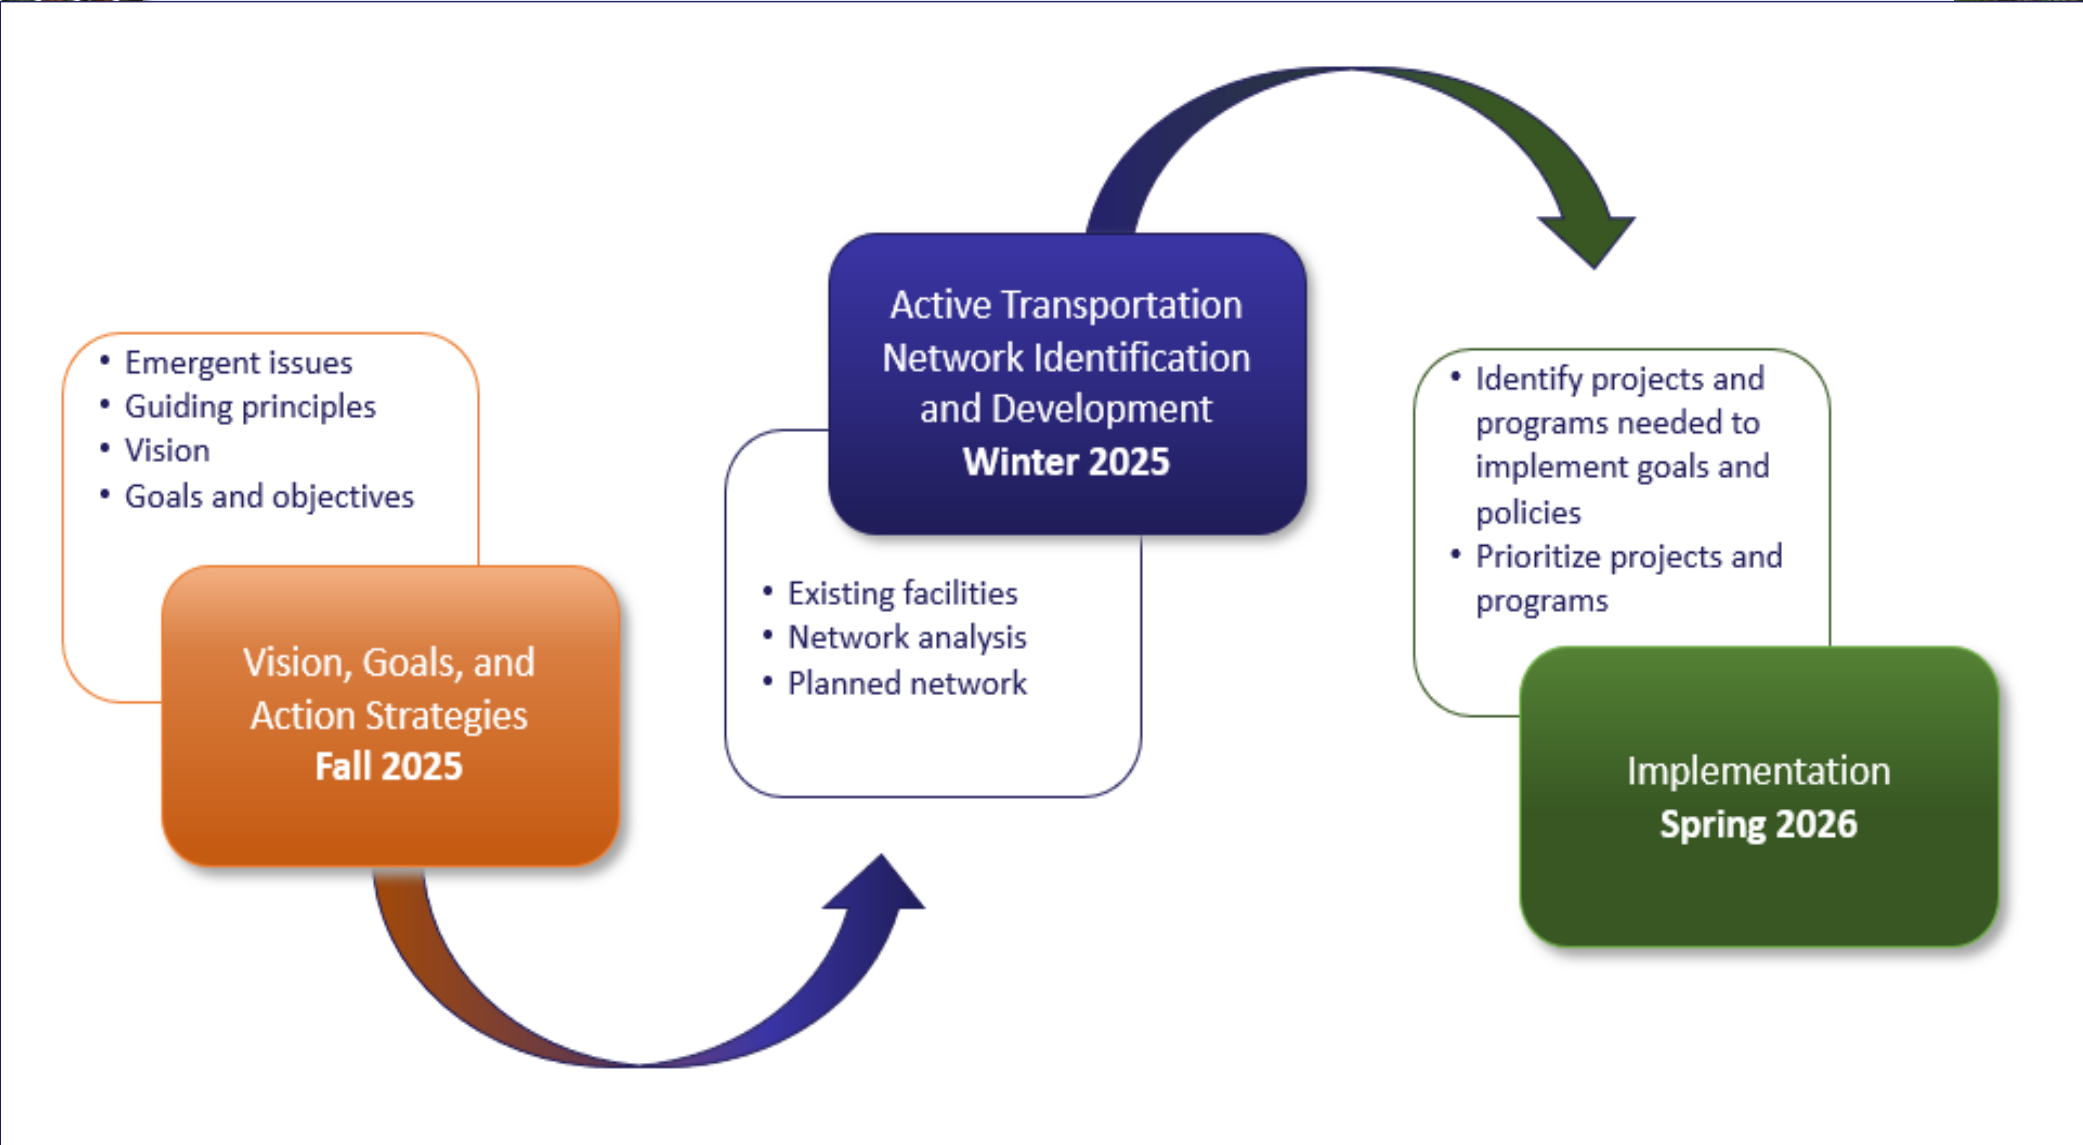 • Emergent issues
• Guiding principles
• Vision
• Goals and objectives
Vision, Goals, and
Action Strategies
Fall 2025
Active Transportation
Network Identification
and Development
Winter 2025
• Existing facilities
• Network analysis
• Planned network
• Identify projects and
programs needed to
implement goals and
policies
• Prioritize projects and
programs
Implementation
Spring 2026